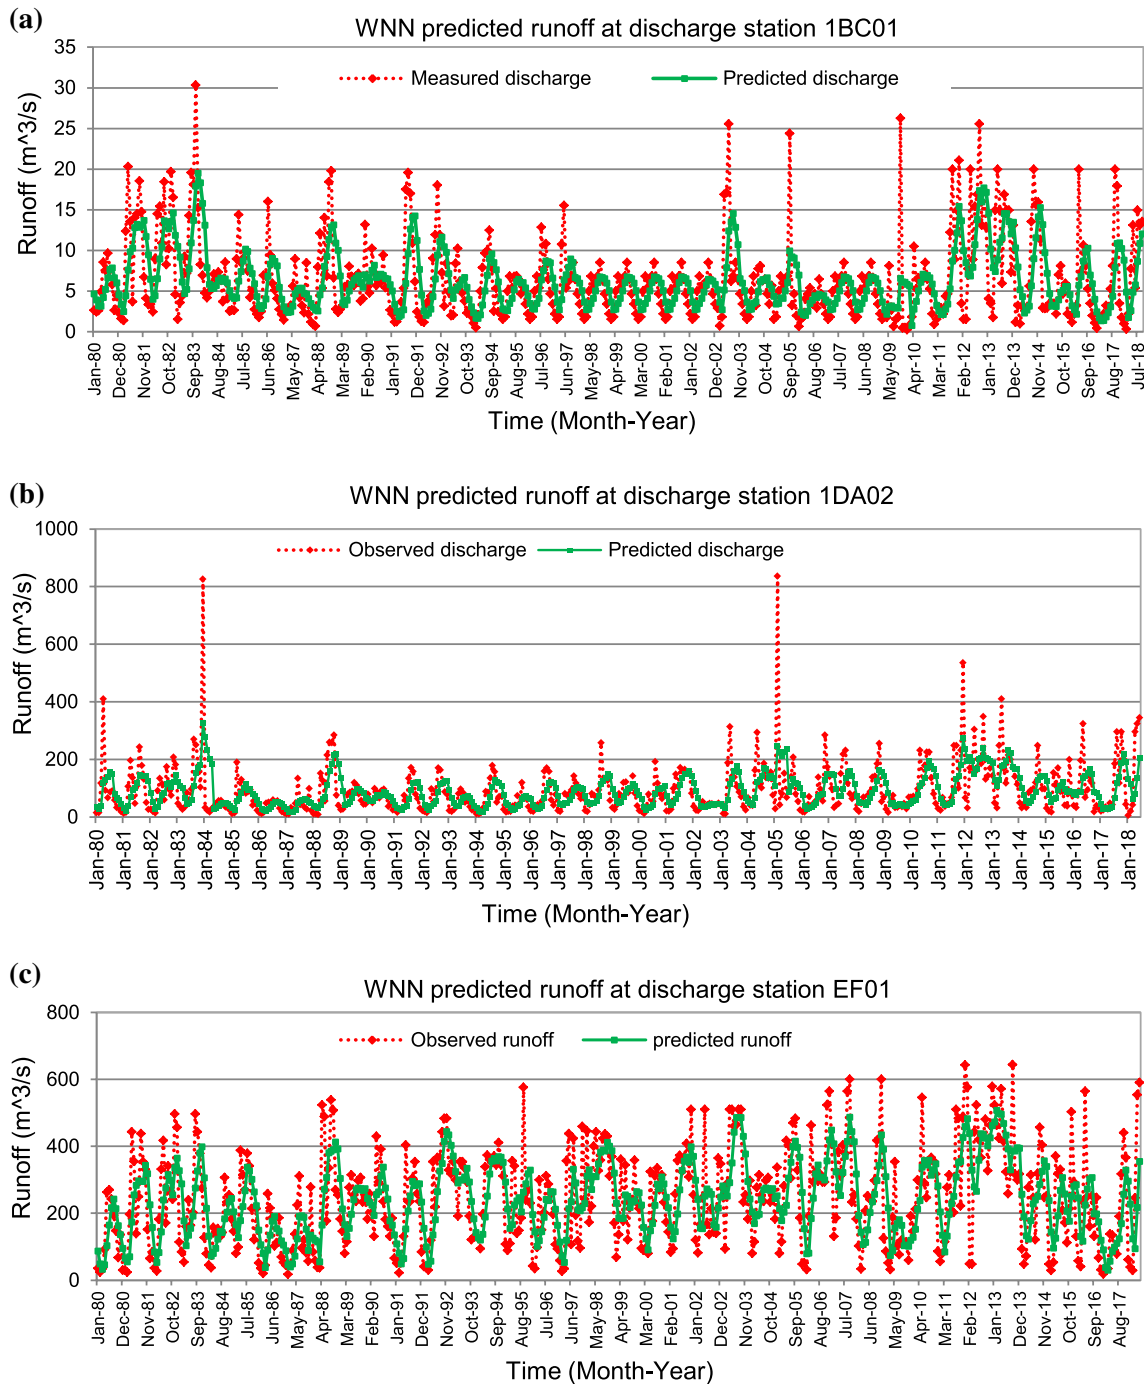 (a)
WNN predicted runoff at discharge station 1BC01
Measured discharge Predicted discharge
Runoff (m^3/s)
35
30
25
20
15
10
5
0
Jan-80 Dec-80 Nov-81 Oct-82 Sep-83 Aug-84 Jul-85 Jun-86 May-87 Apr-88 Mar-89 Feb-90 Jan-91 Dec-91 Nov-92 Oct-93 Sep-94 Aug-95 Jul-96 Jun-97 May-98 Apr-99 Mar-00 Feb-01 Jan-02 Dec-02 Nov-03 Oct-04 Sep-05 Aug-06 Jul-07 Jun-08 May-09 Apr-10 Mar-11 Feb-12 Jan-13 Dec-13 Nov-14 Oct-15 Sep-16 Aug-17 Jul-18
Time (Month-Year)
(b)
WNN predicted runoff at discharge station 1DA02
Observed discharge Predicted discharge
Runoff (m^3/s)
1000
800
600
400
200
0
Jan-80 Jan-81 Jan-82 Jan-83 Jan-84 Jan-85 Jan-86 Jan-87 Jan-88 Jan-89 Jan-90 Jan-91 Jan-92 Jan-93 Jan-94 Jan-95 Jan-96 Jan-97 Jan-98 Jan-99 Jan-00 Jan-01 Jan-02 Jan-03 Jan-04 Jan-05 Jan-06 Jan-07 Jan-08 Jan-09 Jan-10 Jan-11 Jan-12 Jan-13 Jan-14 Jan-15 Jan-16 Jan-17 Jan-18
Time (Month-Year)
(c)
WNN predicted runoff at discharge station EF01
Observed runoff predicted runoff
Runoff (m^3/s)
800
600
400
200
0
Jan-80 Dec-80 Nov-81 Oct-82 Sep-83 Aug-84 Jul-85 Jun-86 May-87 Apr-88 Mar-89 Feb-90 Jan-91 Dec-91 Nov-92 Oct-93 Sep-94 Aug-95 Jul-96 Jun-97 May-98 Apr-99 Mar-00 Feb-01 Jan-02 Dec-02 Nov-03 Oct-04 Sep-05 Aug-06 Jul-07 Jun-08 May-09 Apr-10 Mar-11 Feb-12 Jan-13 Dec-13 Nov-14 Oct-15 Sep-16 Aug-17
Time (Month-Year)